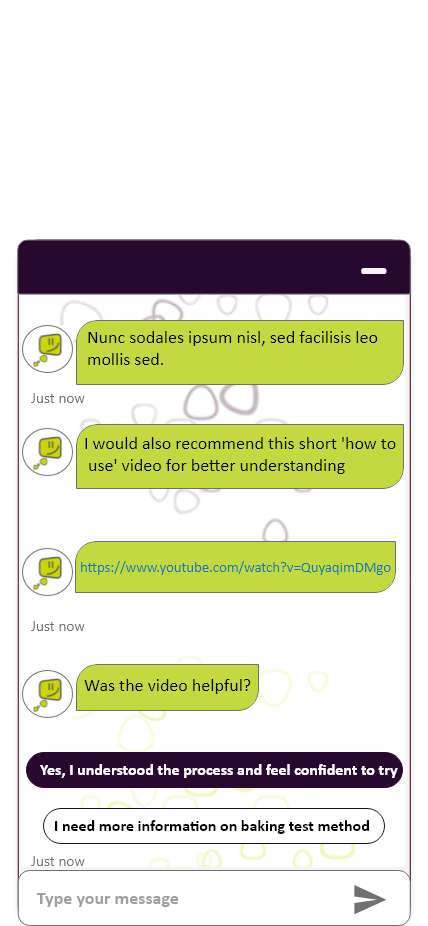 Nunc sodales ipsum nisl, sed facilisis leo
mollis sed.
Just now
I would also recommend this short 'how to
use' video for better understanding
https://www.youtube.com/watch?v=QuyaqimDMgo
Just now
Was the video helpful?
Yes, I understood the process and feel confident to try
I need more information on baking test method
Just now
Type your message